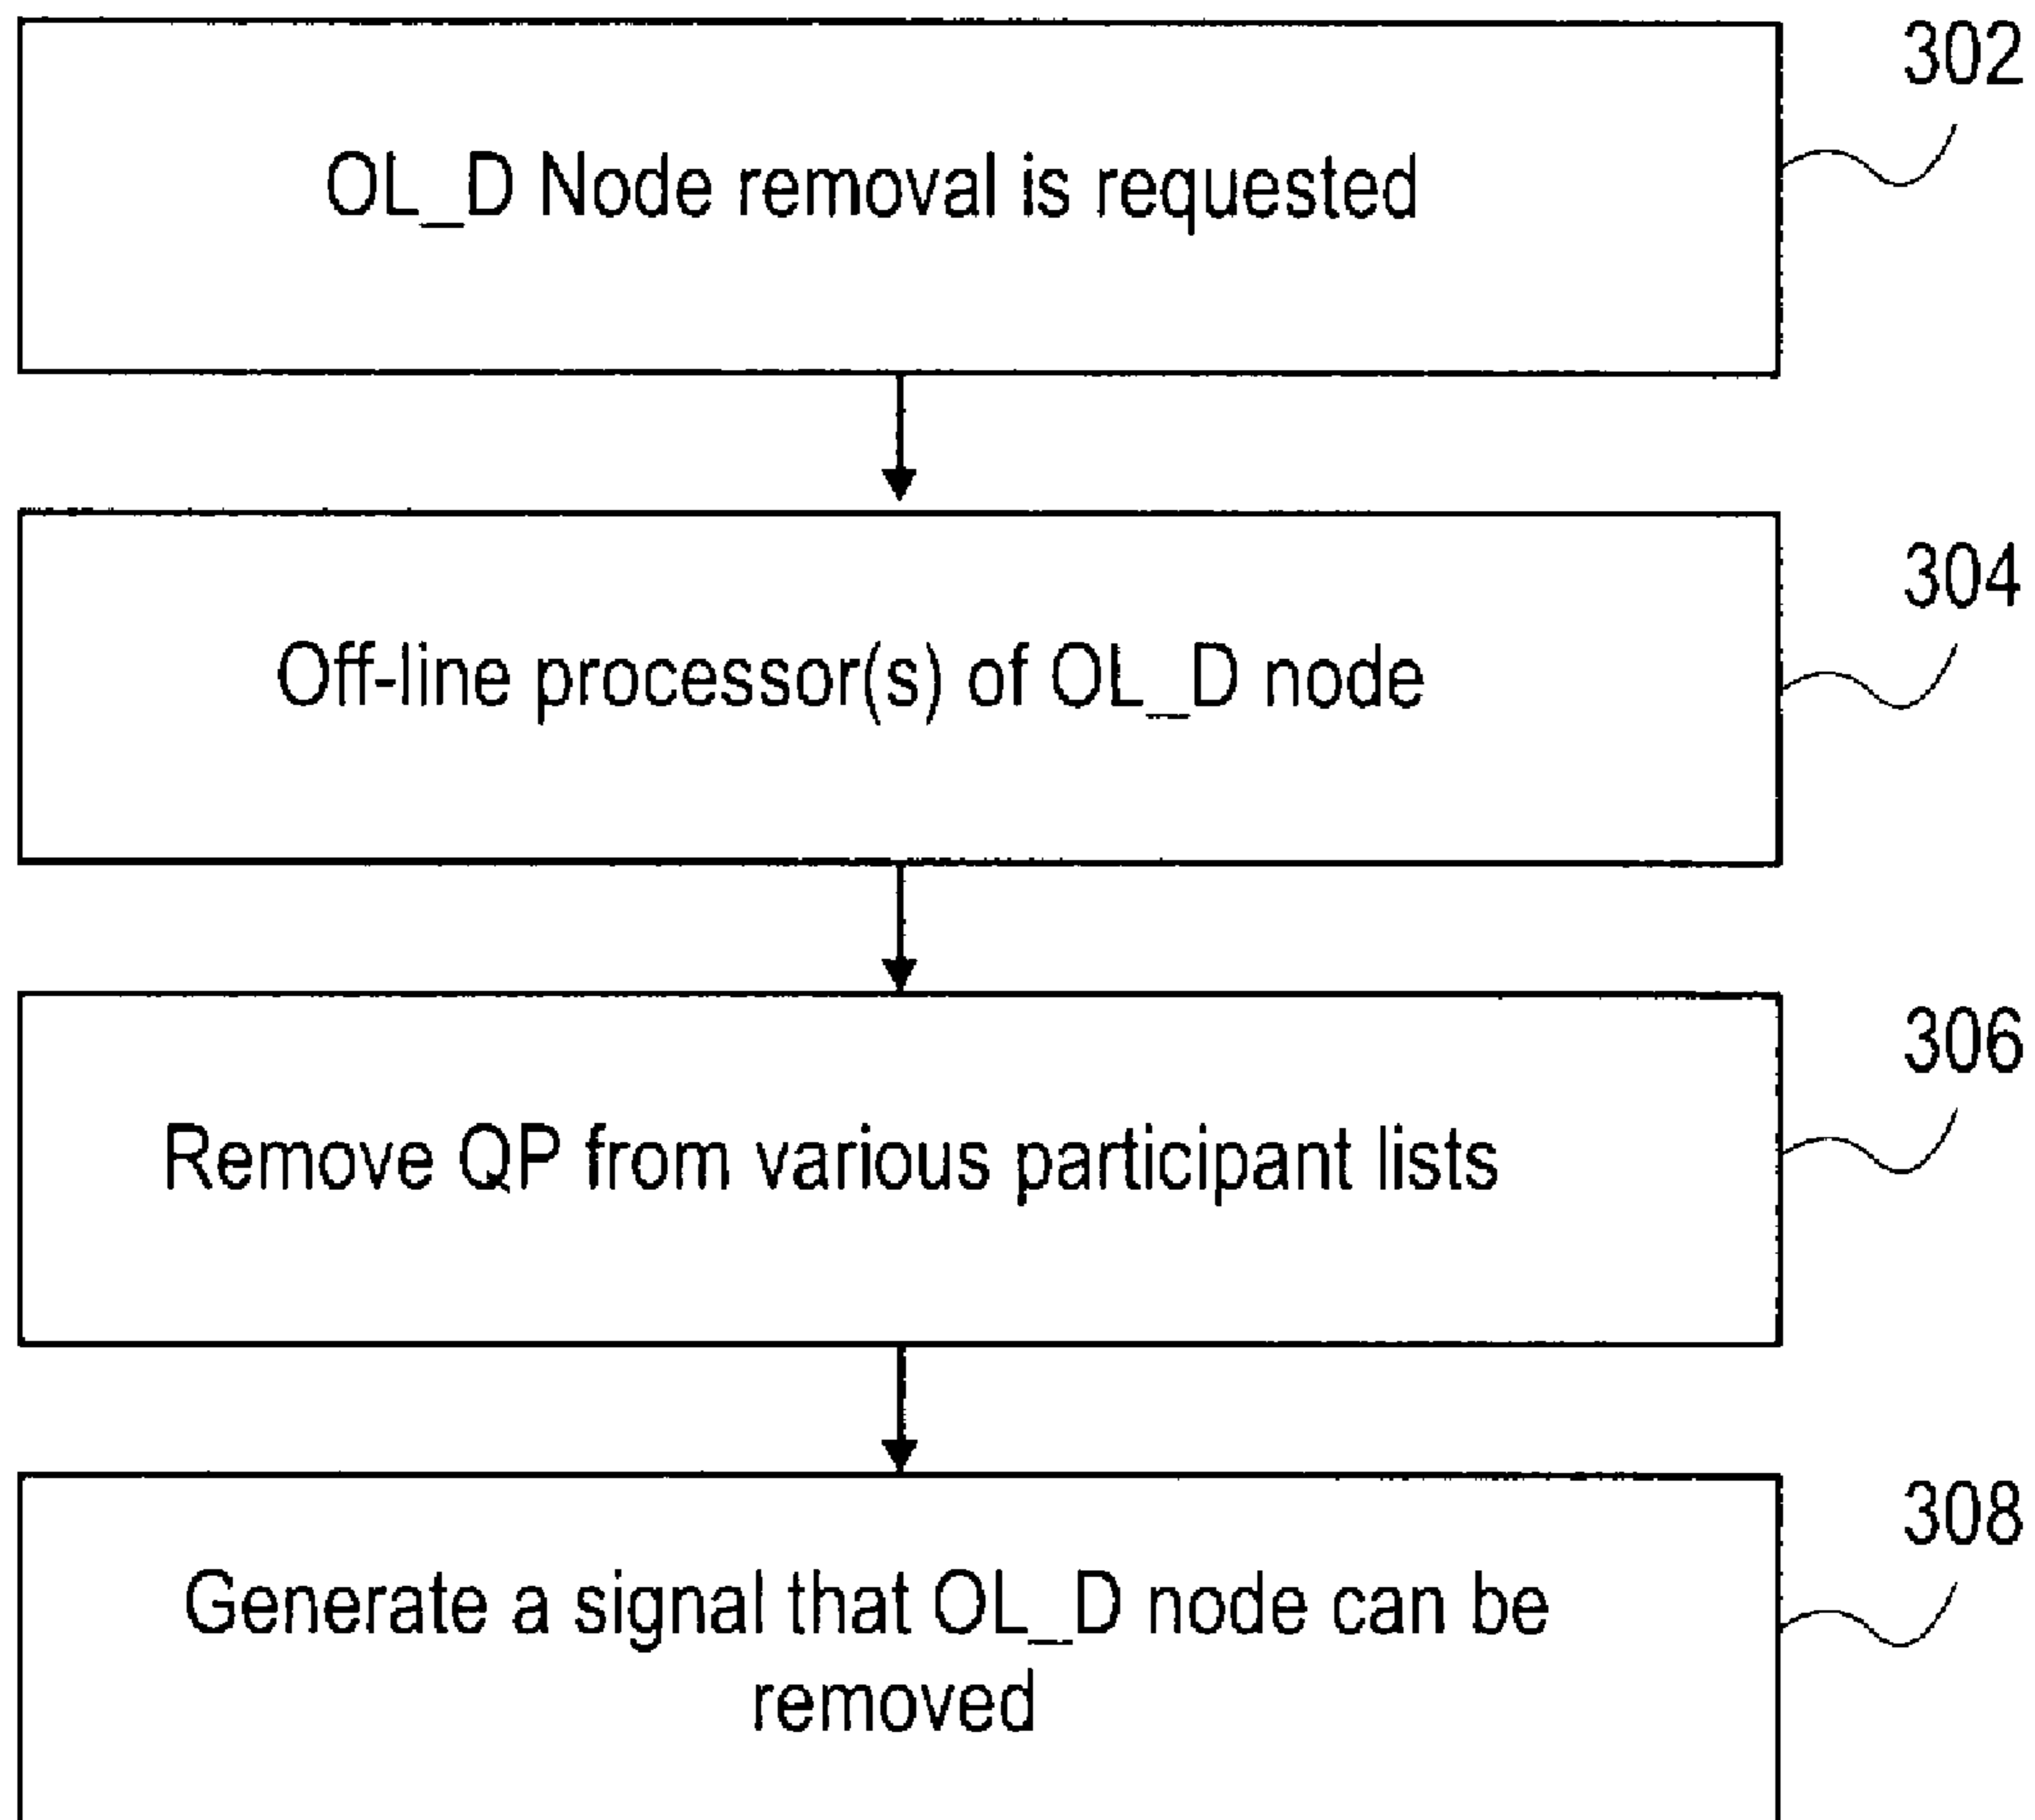 302
OL_D Node removal is requested
304
Off-line processor(s) of OL_D node
306
Remove QP from various participant lists
308
Generate a signal that OL_D node can be
removed